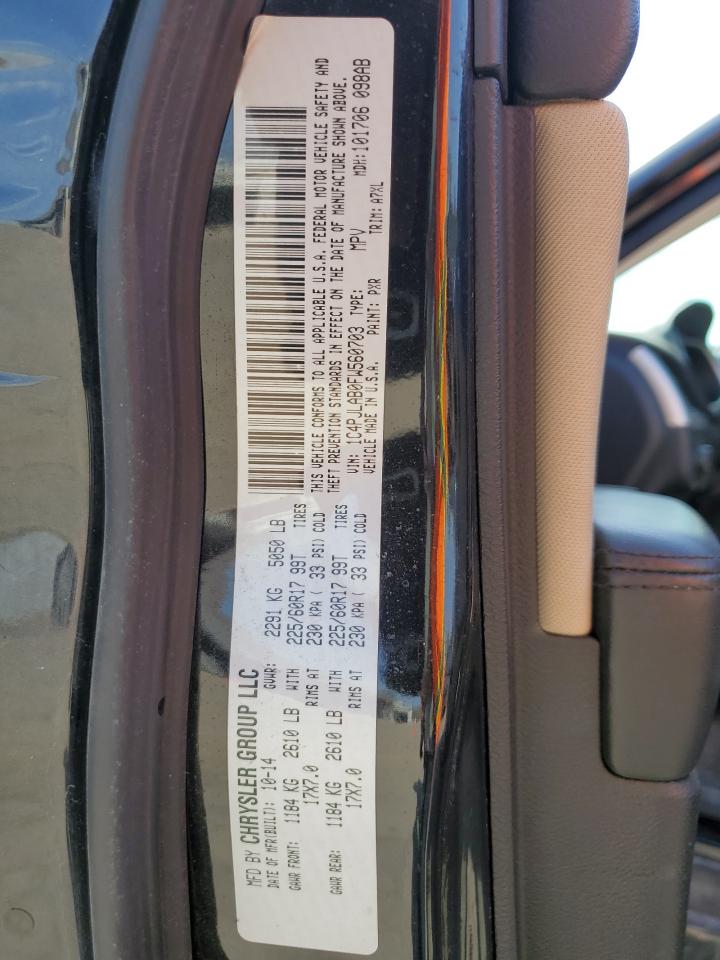 MFD BY CHRYSLER GROUP LLC
DATE OF MFR(BUILT): 10-14 GVWR: 2291 KG 5050 LB
GAWR FRONT: 1184 KG 2610 LB WITH 225/60R17 99T TIRES
17X7.0 RIMS AT 230 KPA ( 33 PSI) COLD
GAWR REAR: 1184 KG 2610 LB WITH 225/60R17 99T TIRES
17X7.0 RIMS AT 230 KPA ( 33 PSI) COLD
THIS VEHICLE CONFORMS TO ALL APPLICABLE U.S.A. FEDERAL MOTOR VEHICLE SAFETY AND
THEFT PREVENTION STANDARDS IN EFFECT ON THE DATE OF MANUFACTURE SHOWN ABOVE.
VIN: 1C4PJLAB0FW560703 TYPE: MPV MDH: 101706 098AB
VEHICLE MADE IN U.S.A. PAINT: PXR TRIM: A7XL